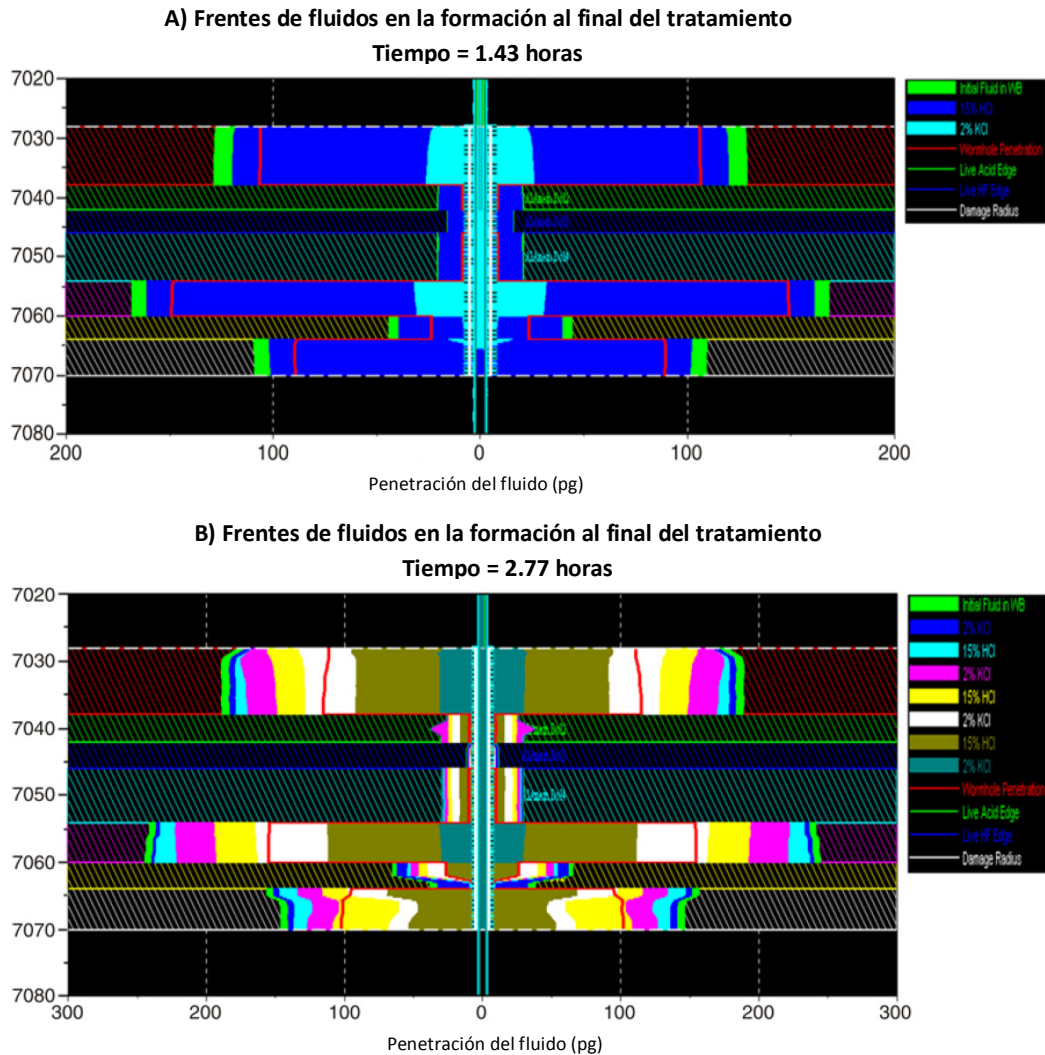 A) Frentes de fluidos en la formación al final del tratamiento
Tiempo = 1.43 horas
7020
7030
7040
7050
7060
7070
7080
200
100
0
100
200
Penetración del fluido (pg)
Initial Fluid in WB
15% HCl
2% KCl
Wormhole Penetration
Live Acid Edge
Live HF Edge
Damage Radius
B) Frentes de fluidos en la formación al final del tratamiento
Tiempo = 2.77 horas
7020
7030
7040
7050
7060
7070
7080
300
200
100
0
100
200
300
Penetración del fluido (pg)
Initial Fluid in WB
2% KCl
15% HCl
2% KCl
15% HCl
2% KCl
15% HCl
2% KCl
Wormhole Penetration
Live Acid Edge
Live HF Edge
Damage Radius